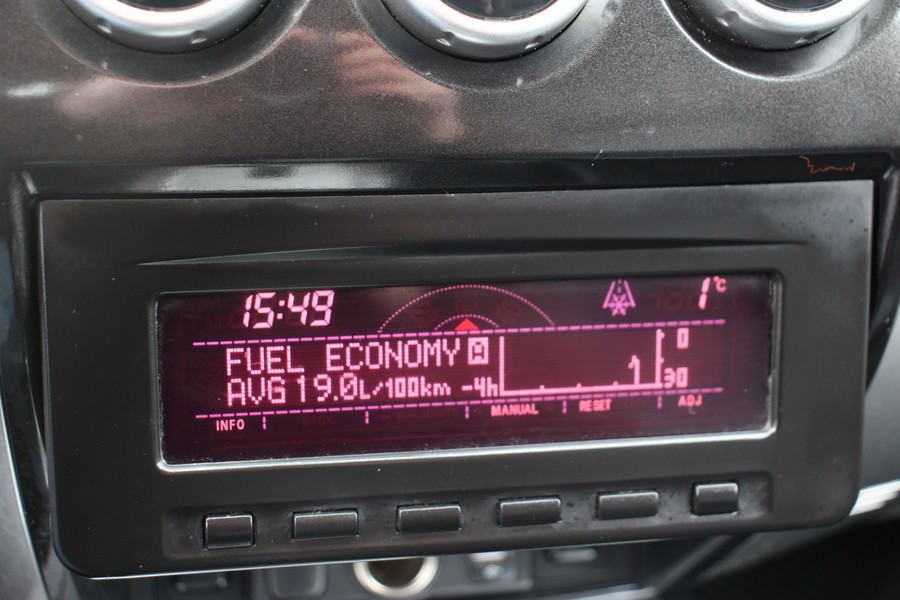 15:49
1°C
FUEL ECONOMY A
0
AVG 19.0L/100km -4h
30
INFO
MANUAL
RESET
ADJ